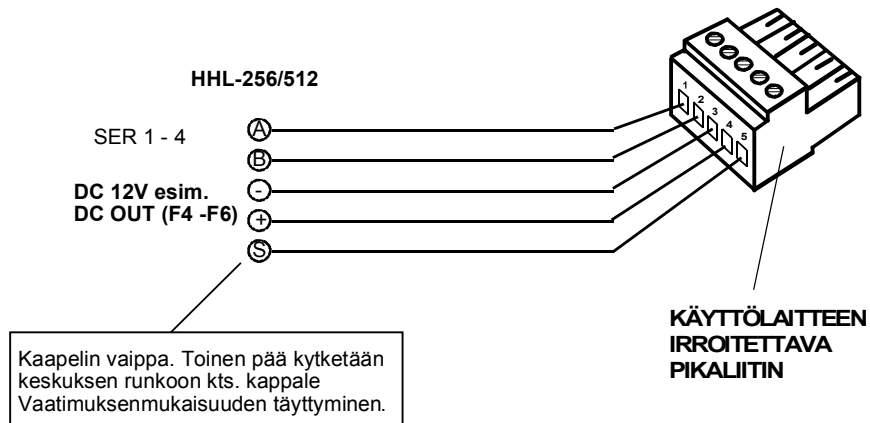 HHL-256/512
SER 1 - 4
A
B
DC 12V esim.
-
DC OUT (F4 -F6)
+
S
1
2
3
4
5
KÄYTTÖLAITTEEN
IRROITETTAVA
PIKALIITIN
Kaapelin vaippa. Toinen pää kytketään
keskuksen runkoon kts. kappale
Vaatimuksenmukaisuuden täyttyminen.